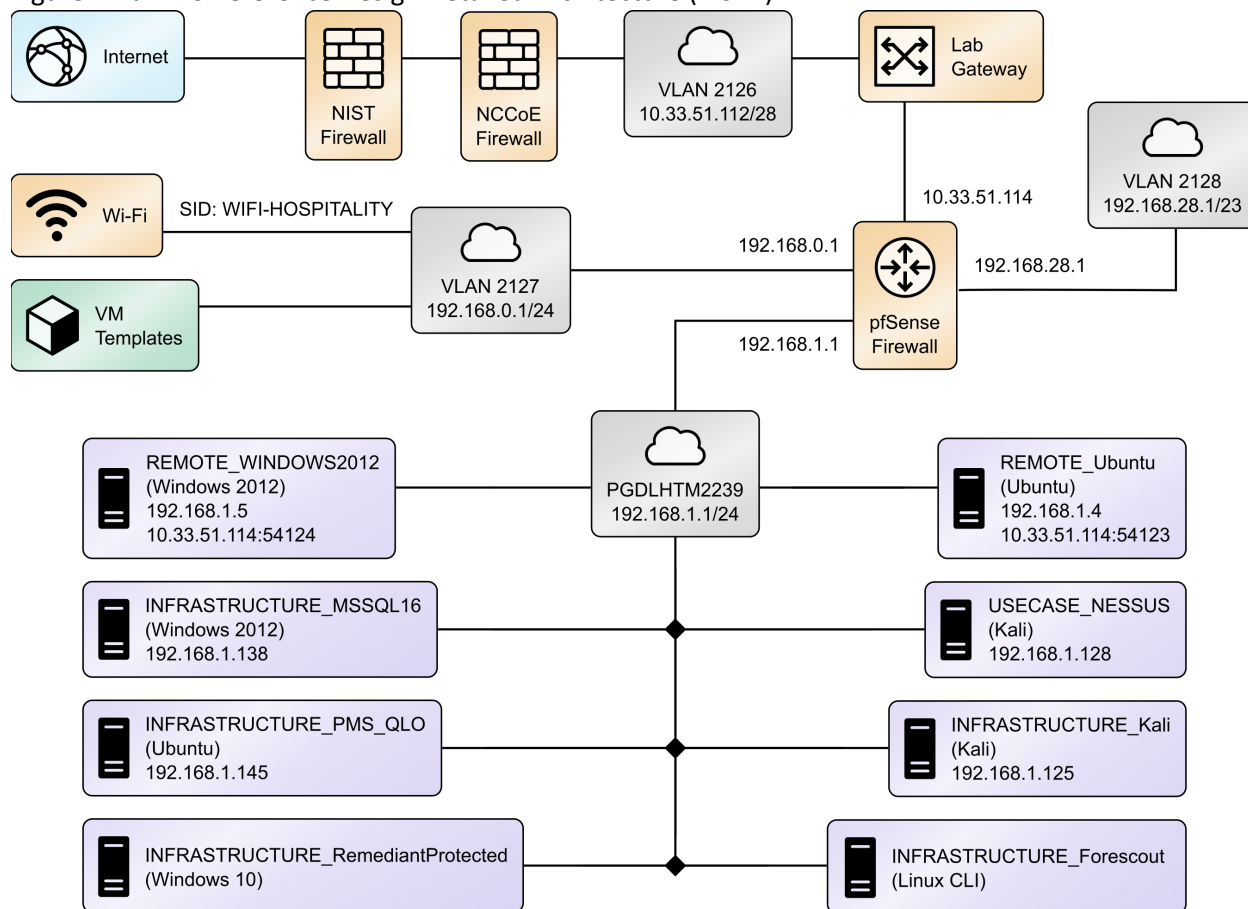 Internet
NIST
Firewall
NCCoE
Firewall
VLAN 2126
10.33.51.112/28
Lab
Gateway
VLAN 2128
192.168.28.1/23
Wi-Fi
SID: WIFI-HOSPITALITY
VLAN 2127
192.168.0.1/24
VM
Templates
10.33.51.114
192.168.0.1
192.168.28.1
192.168.1.1
pfSense
Firewall
PGDLHTM2239
192.168.1.1/24
REMOTE_WINDOWS2012
(Windows 2012)
192.168.1.5
10.33.51.114:54124
REMOTE_Ubuntu
(Ubuntu)
192.168.1.4
10.33.51.114:54123
INFRASTRUCTURE_MSSQL16
(Windows 2012)
192.168.1.138
USECASE_NESSUS
(Kali)
192.168.1.128
INFRASTRUCTURE_PMS_QLO
(Ubuntu)
192.168.1.145
INFRASTRUCTURE_Kali
(Kali)
192.168.1.125
INFRASTRUCTURE_RemediantProtected
(Windows 10)
INFRASTRUCTURE_Forescout
(Linux CLI)